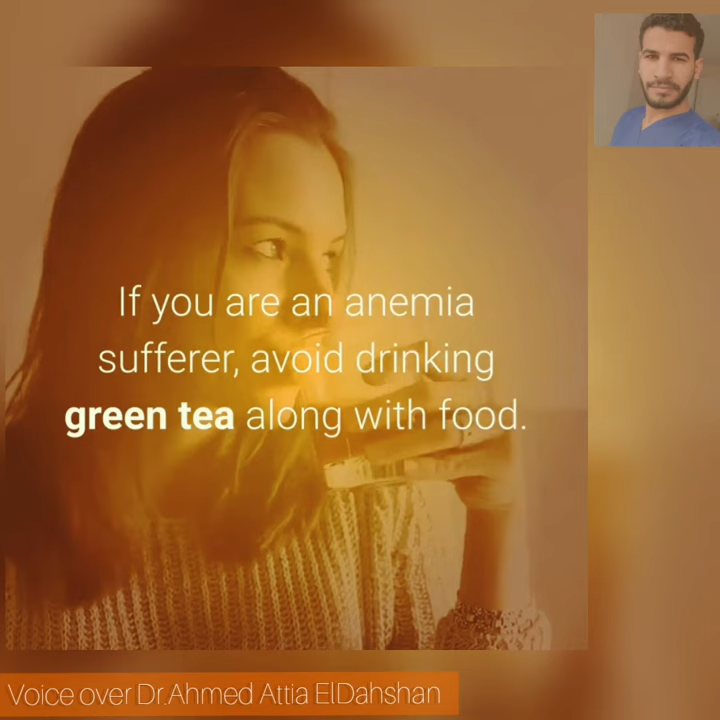 If you are an anemia
sufferer, avoid drinking
green tea along with food.
Voice over Dr.Ahmed Attia ElDahshan